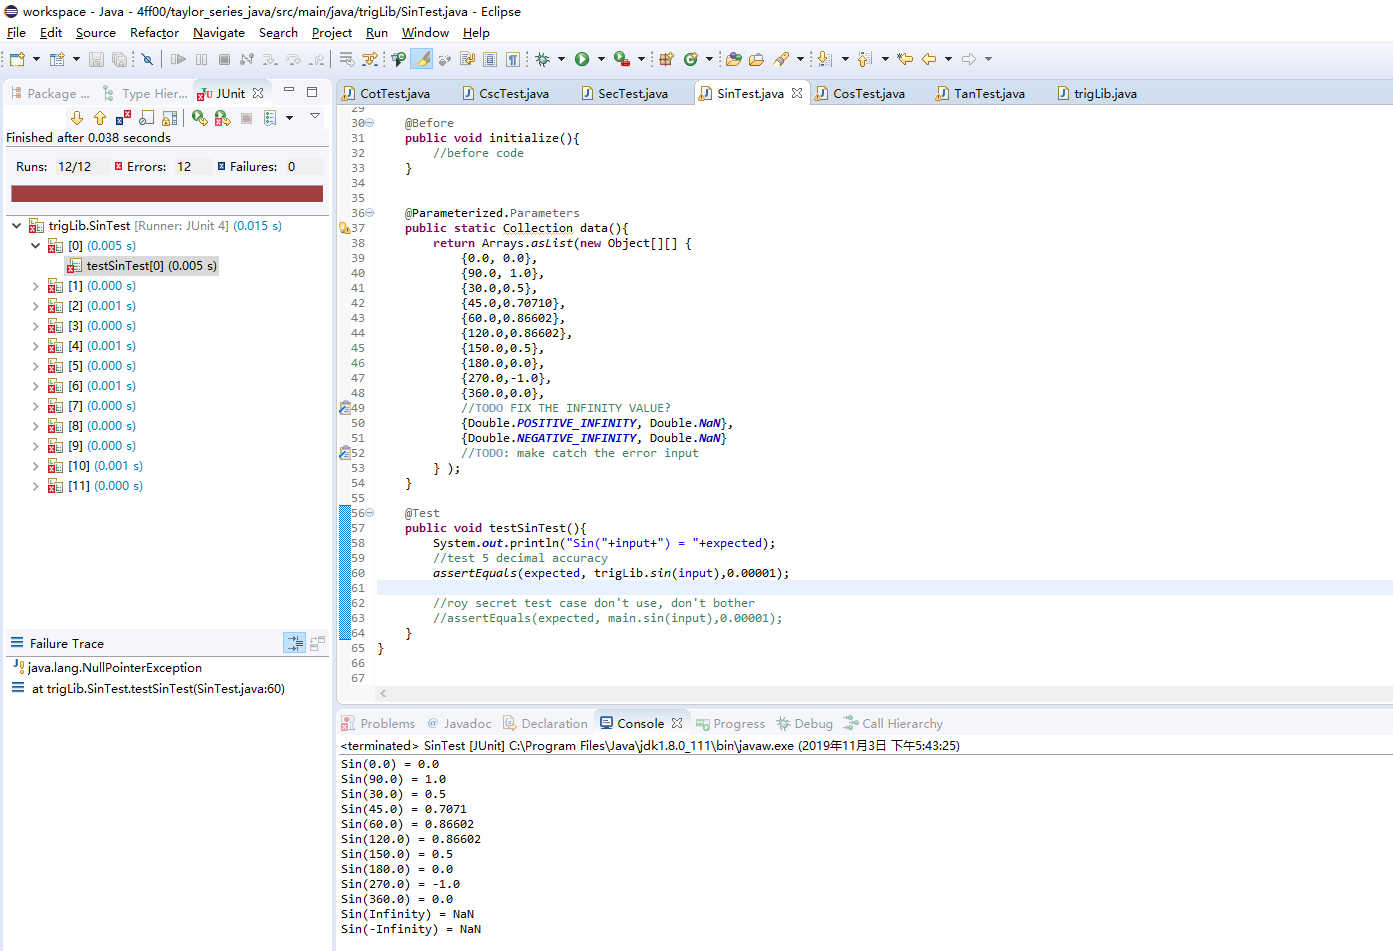 workspace - Java - 4ff00/taylor_series_java/src/main/java/trigLib/SinTest.java - Eclipse
File Edit Source Refactor Navigate Search Project Run Window Help
Package ... Type Hier... JUnit
Finished after 0.038 seconds
Runs: 12/12 Errors: 12 Failures: 0
trigLib.SinTest [Runner: JUnit 4] (0.015 s)
[0] (0.005 s)
testSinTest[0] (0.005 s)
[1] (0.000 s)
[2] (0.001 s)
[3] (0.000 s)
[4] (0.001 s)
[5] (0.000 s)
[6] (0.001 s)
[7] (0.000 s)
[8] (0.000 s)
[9] (0.000 s)
[10] (0.001 s)
[11] (0.000 s)
Failure Trace
java.lang.NullPointerException
at trigLib.SinTest.testSinTest(SinTest.java:60)
CotTest.java CscTest.java SecTest.java SinTest.java CosTest.java TanTest.java trigLib.java
29
30 @Before
31 public void initialize(){
32 //before code
33 }
34
35
36 @Parameterized.Parameters
37 public static Collection data(){
38 return Arrays.asList(new Object[][] {
39 {0.0, 0.0},
40 {90.0, 1.0},
41 {30.0,0.5},
42 {45.0,0.70710},
43 {60.0,0.86602},
44 {120.0,0.86602},
45 {150.0,0.5},
46 {180.0,0.0},
47 {270.0,-1.0},
48 {360.0,0.0},
49 //TODO FIX THE INFINITY VALUE?
50 {Double.POSITIVE_INFINITY, Double.NaN},
51 {Double.NEGATIVE_INFINITY, Double.NaN}
52 //TODO: make catch the error input
53 } );
54 }
55
56 @Test
57 public void testSinTest(){
58 System.out.println("Sin("+input+") = "+expected);
59 //test 5 decimal accuracy
60 assertEquals(expected, trigLib.sin(input),0.00001);
61
62 //roy secret test case don't use, don't bother
63 //assertEquals(expected, main.sin(input),0.00001);
64 }
65 }
66
67
Problems Javadoc Declaration Console Progress Debug Call Hierarchy
<terminated> SinTest [JUnit] C:\Program Files\Java\jdk1.8.0_111\bin\javaw.exe (2019年11月3日 下午5:43:25)
Sin(0.0) = 0.0
Sin(90.0) = 1.0
Sin(30.0) = 0.5
Sin(45.0) = 0.7071
Sin(60.0) = 0.86602
Sin(120.0) = 0.86602
Sin(150.0) = 0.5
Sin(180.0) = 0.0
Sin(270.0) = -1.0
Sin(360.0) = 0.0
Sin(Infinity) = NaN
Sin(-Infinity) = NaN